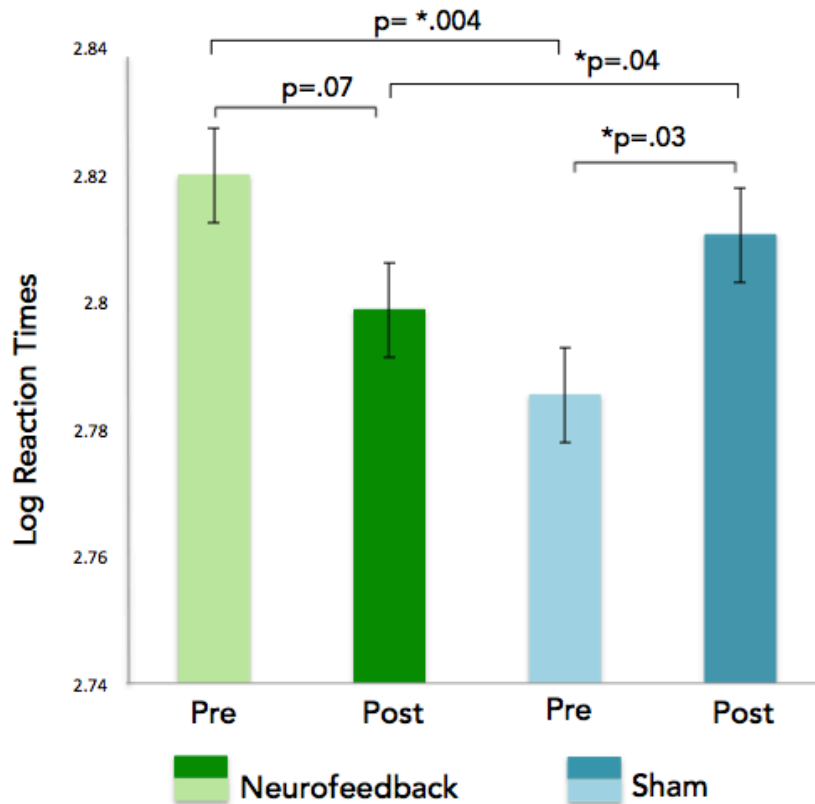 p= *.004
2.84
*p=.04
p=.07
*p=.03
2.82
2.8
2.78
2.76
2.74
Log Reaction Times
Pre Post Pre Post
Neurofeedback Sham